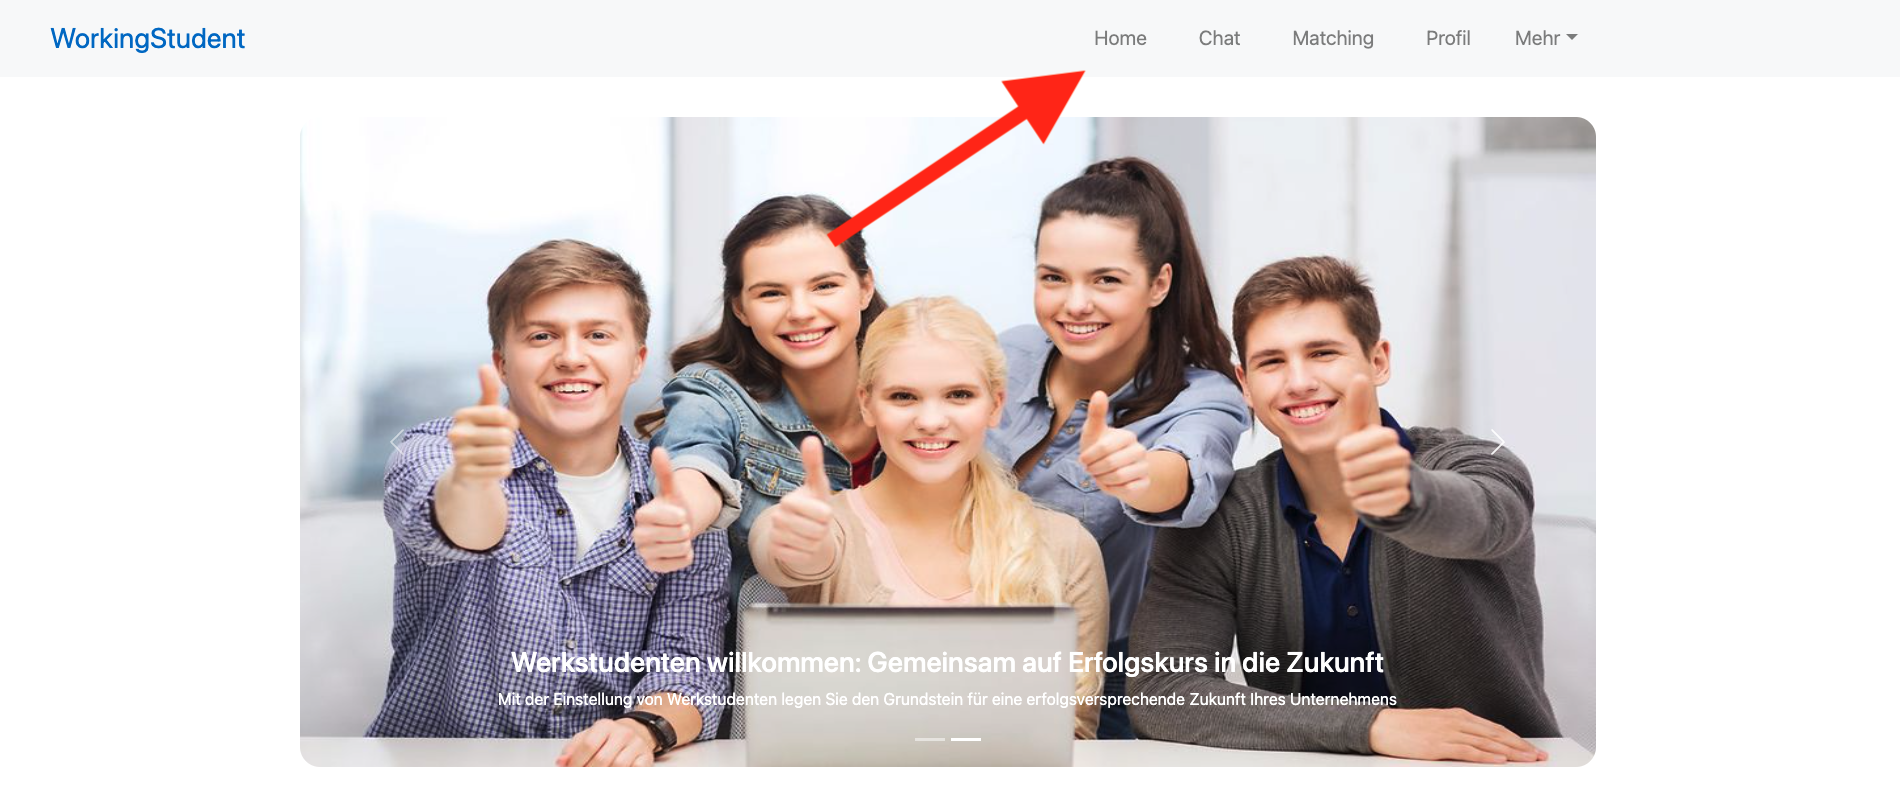 WorkingStudent
Home Chat Matching Profil Mehr
Werkstudenten willkommen: Gemeinsam auf Erfolgskurs in die Zukunft
Mit der Einstellung von Werkstudenten legen Sie den Grundstein für eine erfolgsversprechende Zukunft Ihres Unternehmens